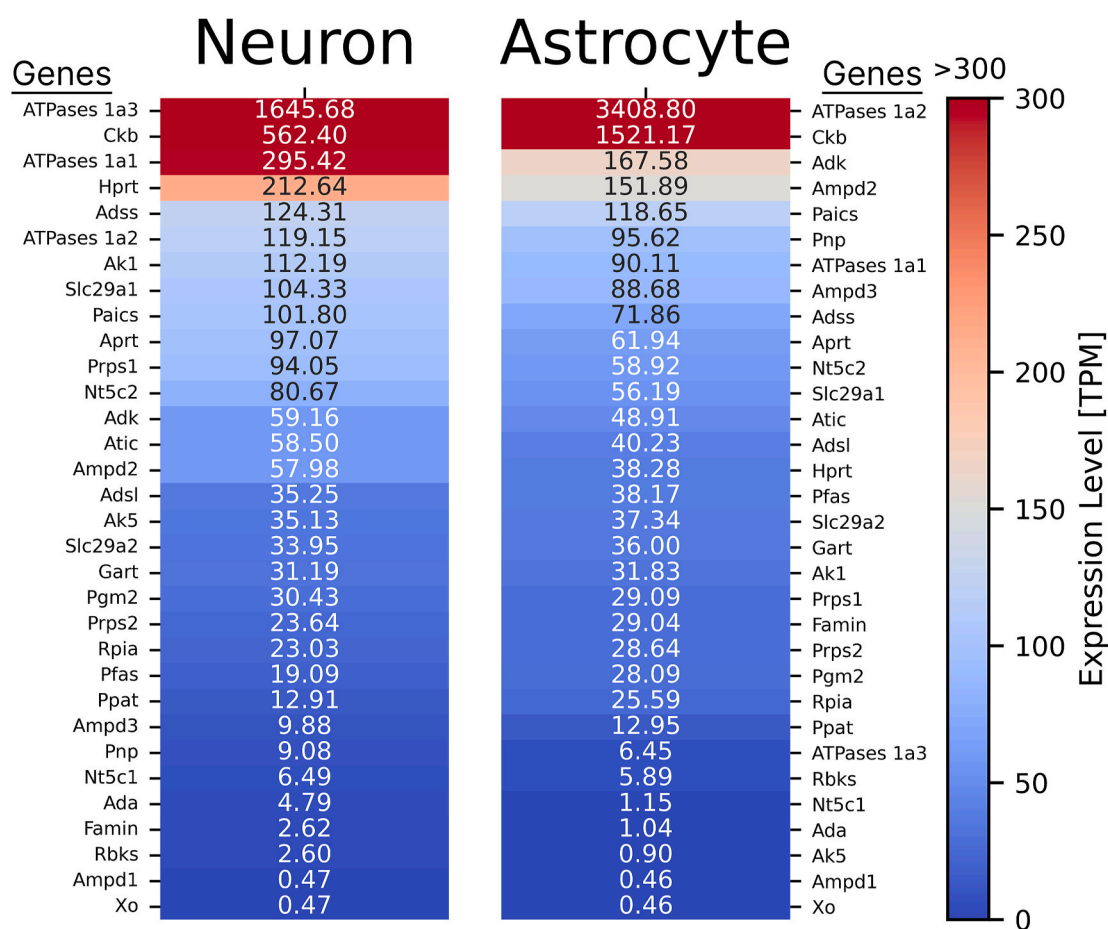 Neuron Astrocyte
Genes Genes >300
ATPases 1a3 1645.68 3408.80 ATPases 1a2 300
Ckb 562.40 1521.17 Ckb
ATPases 1a1 295.42 167.58 Adk
Hprt 212.64 151.89 Ampd2
Adss 124.31 118.65 Paics
ATPases 1a2 119.15 95.62 Pnp 250
Ak1 112.19 90.11 ATPases 1a1
Slc29a1 104.33 88.68 Ampd3
Paics 101.80 71.86 Adss
Aprt 97.07 61.94 Aprt
Prps1 94.05 58.92 Nt5c2 200
Nt5c2 80.67 56.19 Slc29a1
Adk 59.16 48.91 Atic
Atic 58.50 40.23 Adsl
Ampd2 57.98 38.28 Hprt
Adsl 35.25 38.17 Pfas 150
Ak5 35.13 37.34 Slc29a2
Slc29a2 33.95 36.00 Gart
Gart 31.19 31.83 Ak1
Pgm2 30.43 29.09 Prps1
Prps2 23.64 29.04 Famin
Rpia 23.03 28.64 Prps2 100
Pfas 19.09 28.09 Pgm2
Ppat 12.91 25.59 Rpia
Ampd3 9.88 12.95 Ppat
Pnp 9.08 6.45 ATPases 1a3
Nt5c1 6.49 5.89 Rbks 50
Ada 4.79 1.15 Nt5c1
Famin 2.62 1.04 Ada
Rbks 2.60 0.90 Ak5
Ampd1 0.47 0.46 Ampd1
Xo 0.47 0.46 Xo 0
Expression Level [TPM]